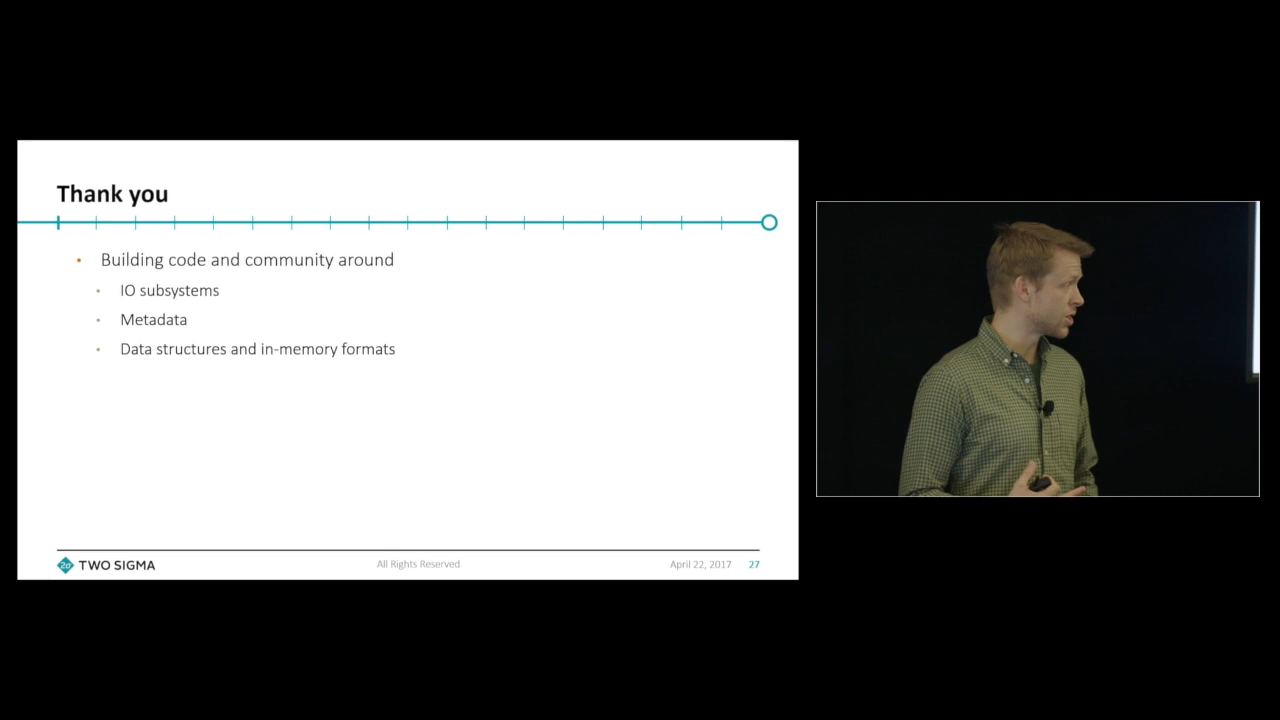 Thank you
• Building code and community around
• IO subsystems
• Metadata
• Data structures and in-memory formats
2σ TWO SIGMA
All Rights Reserved
April 22, 2017 27